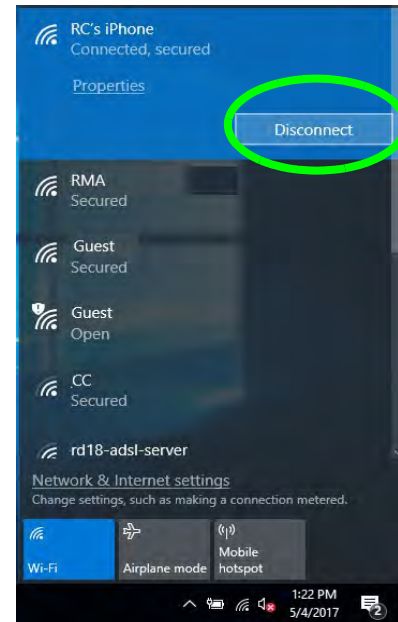 RC's iPhone
Connected, secured
Properties
Disconnect
RMA
Secured
Guest
Secured
Guest
Open
CC
Secured
rd18-adsl-server
Network & Internet settings
Change settings, such as making a connection metered.
Wi-Fi
Airplane mode
Mobile
hotspot
1:22 PM
5/4/2017
2